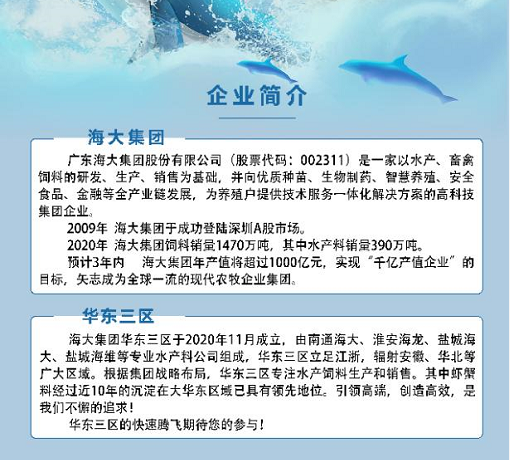 企业简介
海大集团
广东海大集团股份有限公司（股票代码：002311）是一家以水产、畜禽
饲料的研发、生产、销售为基础，并向优质种苗、生物制药、智慧养殖、安全
食品、金融等全产业链发展，为养殖户提供技术服务一体化解决方案的高科技
集团企业。
2009年 海大集团于成功登陆深圳A股市场。
2020年 海大集团饲料销量1470万吨，其中水产料销量390万吨。
预计3年内 海大集团年产值将超过1000亿元，实现“千亿产值企业”的
目标，矢志成为全球一流的现代农牧企业集团。
华东三区
海大集团华东三区于2020年11月成立，由南通海大、淮安海龙、盐城海
大、盐城海维等专业水产料公司组成，华东三区立足江浙，辐射安徽、华北等
广大区域。根据集团战略布局，华东三区专注水产饲料生产和销售。其中虾蟹
料经过近10年的沉淀在大华东区域已具有领先地位。引领高端，创造高效，是
我们不懈的追求！
华东三区的快速腾飞期待您的参与！